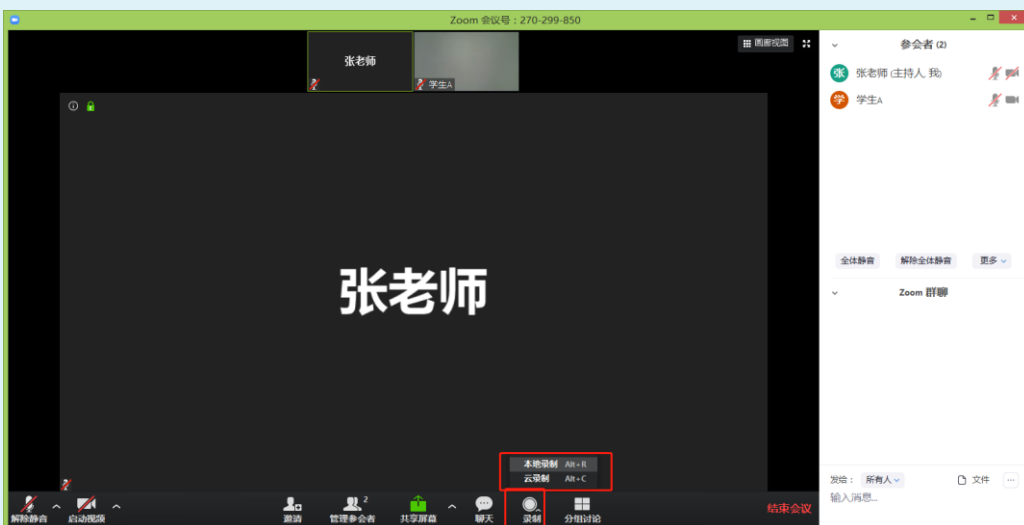 Zoom 会议号：270-299-850
张老师
学生A
画廊视图
张老师
本地录制 Alt+R
云录制 Alt+C
解除静音
启动视频
邀请
2
管理参会者
共享屏幕
聊天
录制
分组讨论
结束会议
参会者 (2)
张 张老师 (主持人, 我)
学 学生A
全体静音 解除全体静音 更多
Zoom 群聊
发给： 所有人 文件 ...
输入消息...